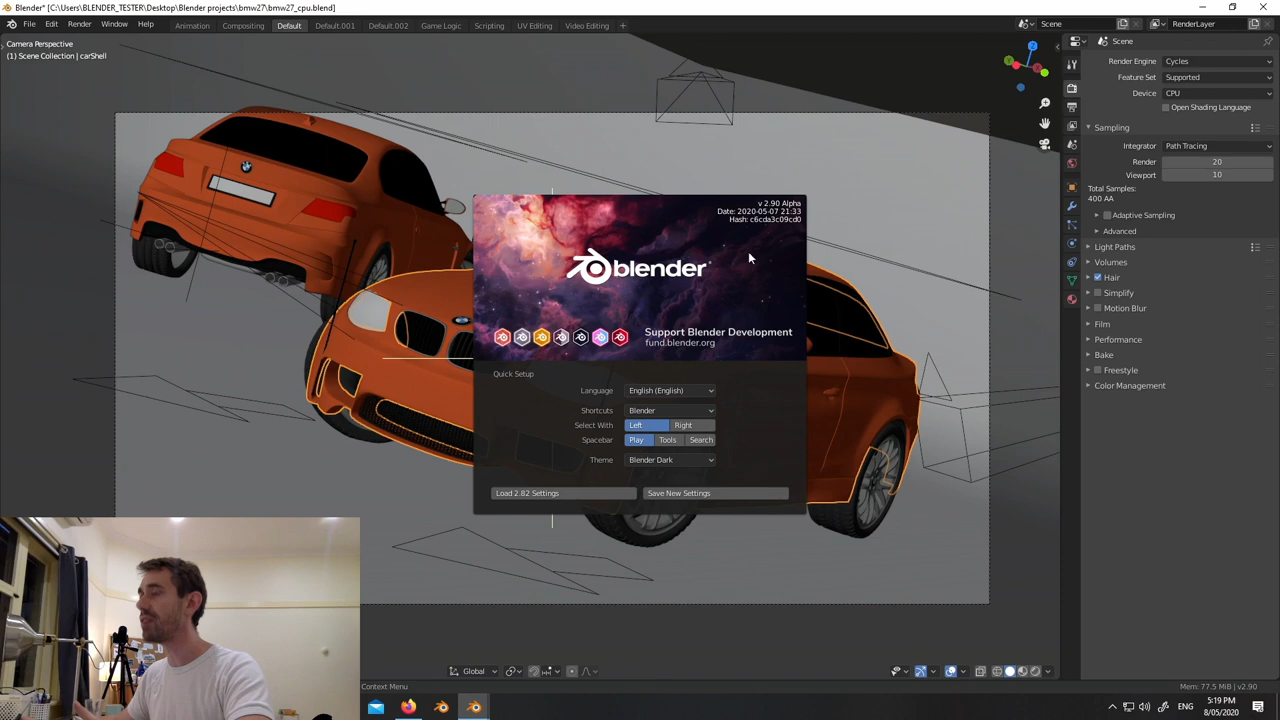 Blender* [C:\Users\BLENDER_TESTER\Desktop\Blender projects\bmw27\bmw27_cpu.blend]
File Edit Render Window Help
Animation Compositing Default Default.001 Default.002 Game Logic Scripting UV Editing Video Editing +
Scene
RenderLayer
Camera Perspective
(1) Scene Collection | carShell
Scene
Render Engine Cycles
Feature Set Supported
Device CPU
Open Shading Language
Sampling
Integrator Path Tracing
Render 20
Viewport 10
Total Samples:
400 AA
Adaptive Sampling
Advanced
Light Paths
Volumes
Hair
Simplify
Motion Blur
Film
Performance
Bake
Freestyle
Color Management
v 2.90 Alpha
Date: 2020-05-07 21:33
Hash: c6cda3c09cd0
blender
Support Blender Development
fund.blender.org
Quick Setup
Language English (English)
Shortcuts Blender
Select With Left Right
Spacebar Play Tools Search
Theme Blender Dark
Load 2.82 Settings Save New Settings
Global
Context Menu
Mem: 77.5 MiB | v2.90
ENG
5:19 PM
8/05/2020